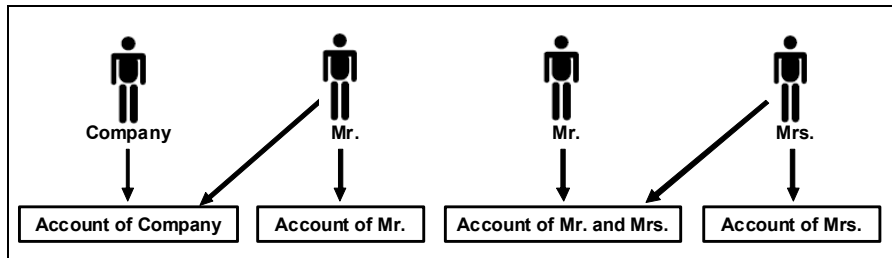 Company
Mr.
Mr.
Mrs.
Account of Company
Account of Mr.
Account of Mr. and Mrs.
Account of Mrs.